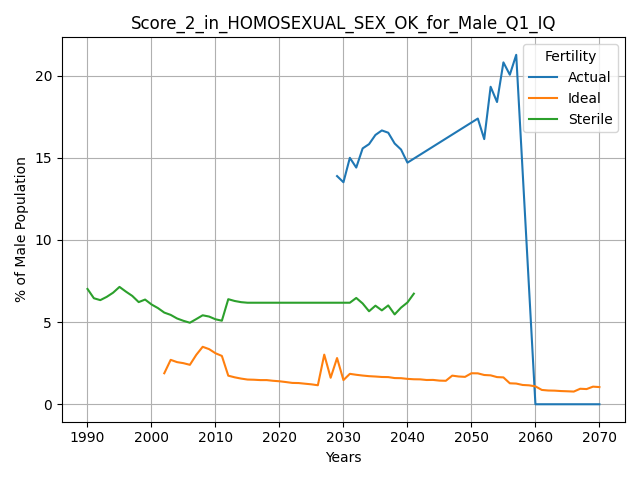 Score_2_in_HOMOSEXUAL_SEX_OK_for_Male_Q1_IQ
Fertility
Actual
Ideal
Sterile
% of Male Population
20
15
10
5
0
1990 2000 2010 2020 2030 2040 2050 2060 2070
Years